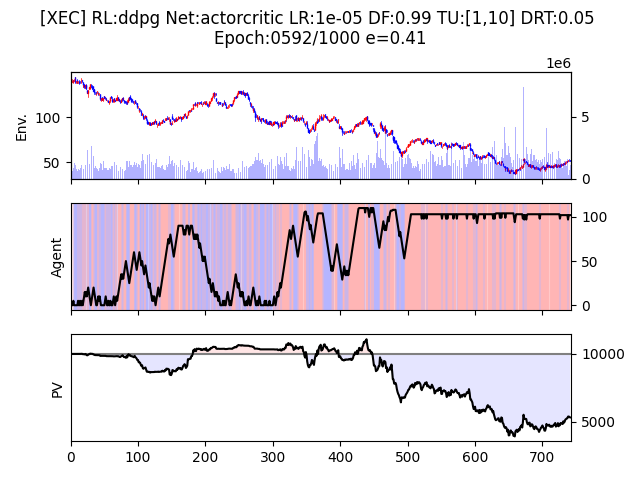 [XEC] RL:ddpg Net:actorcritic LR:1e-05 DF:0.99 TU:[1,10] DRT:0.05
Epoch:0592/1000 e=0.41
1e6
Env.
100
50
5
0
Agent
100
50
0
PV
10000
5000
0 100 200 300 400 500 600 700